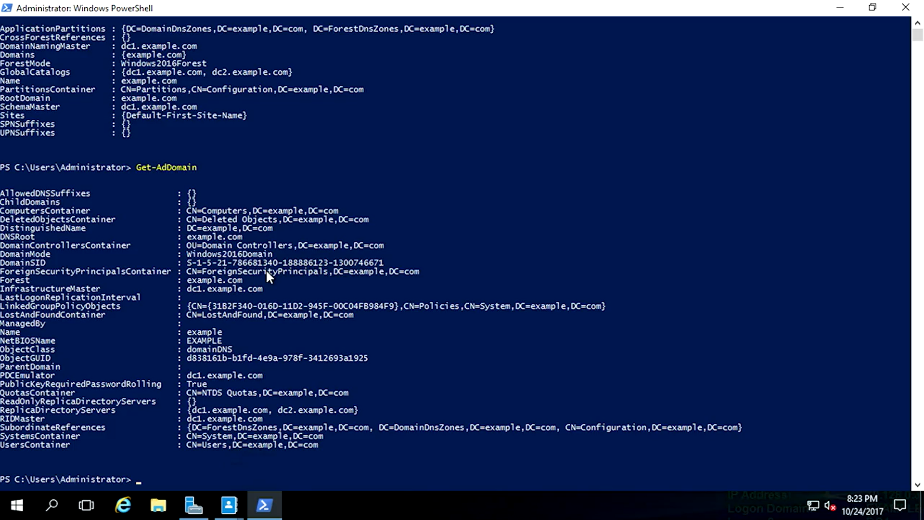 Administrator: Windows PowerShell
ApplicationPartitions : {DC=DomainDnsZones,DC=example,DC=com, DC=ForestDnsZones,DC=example,DC=com}
CrossForestReferences : {}
DomainNamingMaster : dc1.example.com
Domains : {example.com}
ForestMode : Windows2016Forest
GlobalCatalogs : {dc1.example.com, dc2.example.com}
Name : example.com
PartitionsContainer : CN=Partitions,CN=Configuration,DC=example,DC=com
RootDomain : example.com
SchemaMaster : dc1.example.com
Sites : {Default-First-Site-Name}
SPNSuffixes : {}
UPNSuffixes : {}
PS C:\Users\Administrator> Get-AdDomain
AllowedDNSSuffixes : {}
ChildDomains : {}
ComputersContainer : CN=Computers,DC=example,DC=com
DeletedObjectsContainer : CN=Deleted Objects,DC=example,DC=com
DistinguishedName : DC=example,DC=com
DNSRoot : example.com
DomainControllersContainer : OU=Domain Controllers,DC=example,DC=com
DomainMode : Windows2016Domain
DomainSID : S-1-5-21-786681340-188886123-1300746671
ForeignSecurityPrincipalsContainer : CN=ForeignSecurityPrincipals,DC=example,DC=com
Forest : example.com
InfrastructureMaster : dc1.example.com
LastLogonReplicationInterval :
LinkedGroupPolicyObjects : {CN={31B2F340-016D-11D2-945F-00C04FB984F9},CN=Policies,CN=System,DC=example,DC=com}
LostAndFoundContainer : CN=LostAndFound,DC=example,DC=com
ManagedBy :
Name : example
NetBIOSName : EXAMPLE
ObjectClass : domainDNS
ObjectGUID : d838161b-b1fd-4e9a-978f-3412693a1925
ParentDomain :
PDCEmulator : dc1.example.com
PublicKeyRequiredPasswordRolling : True
QuotasContainer : CN=NTDS Quotas,DC=example,DC=com
ReadOnlyReplicaDirectoryServers : {}
ReplicaDirectoryServers : {dc1.example.com, dc2.example.com}
RIDMaster : dc1.example.com
SubordinateReferences : {DC=ForestDnsZones,DC=example,DC=com, DC=DomainDnsZones,DC=example,DC=com, CN=Configuration,DC=example,DC=com}
SystemsContainer : CN=System,DC=example,DC=com
UsersContainer : CN=Users,DC=example,DC=com
PS C:\Users\Administrator> _
IP Address
Logon Domain
8:23 PM
10/24/2017